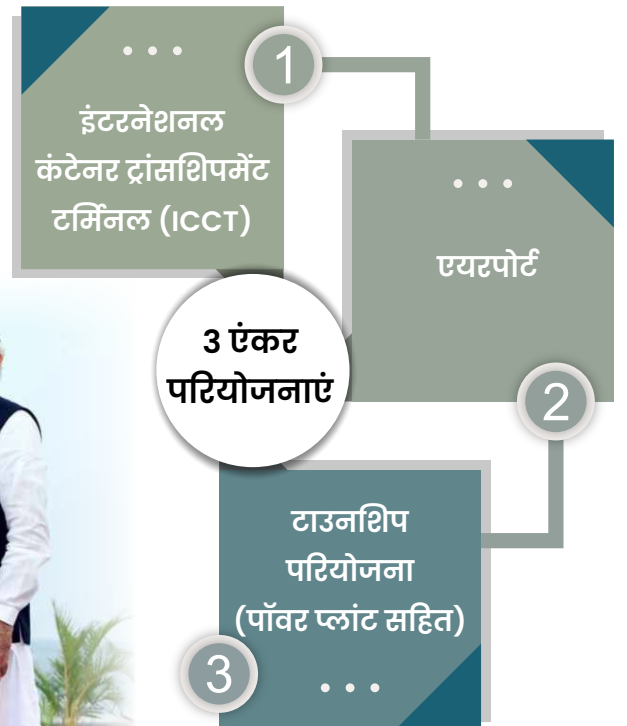 1
इंटरनेशनल
कंटेनर ट्रांसशिपमेंट
टर्मिनल (ICCT)
एयरपोर्ट
2
3 एंकर
परियोजनाएं
टाउनशिप
परियोजना
(पॉवर प्लांट सहित)
3